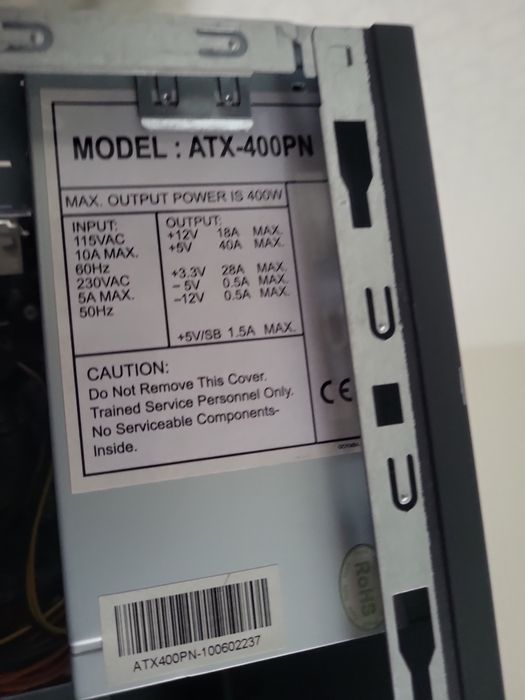 MODEL : ATX-400PN
MAX. OUTPUT POWER IS 400W
INPUT:
115VAC
10A MAX.
60Hz
230VAC
5A MAX.
50Hz
OUTPUT:
+12V 18A MAX.
+5V 40A MAX.
+3.3V 28A MAX.
-5V 0.5A MAX.
-12V 0.5A MAX.
+5V/SB 1.5A MAX.
CAUTION:
Do Not Remove This Cover.
Trained Service Personnel Only.
No Serviceable Components-
Inside.
CE
RoHS
ATX400PN-100602237